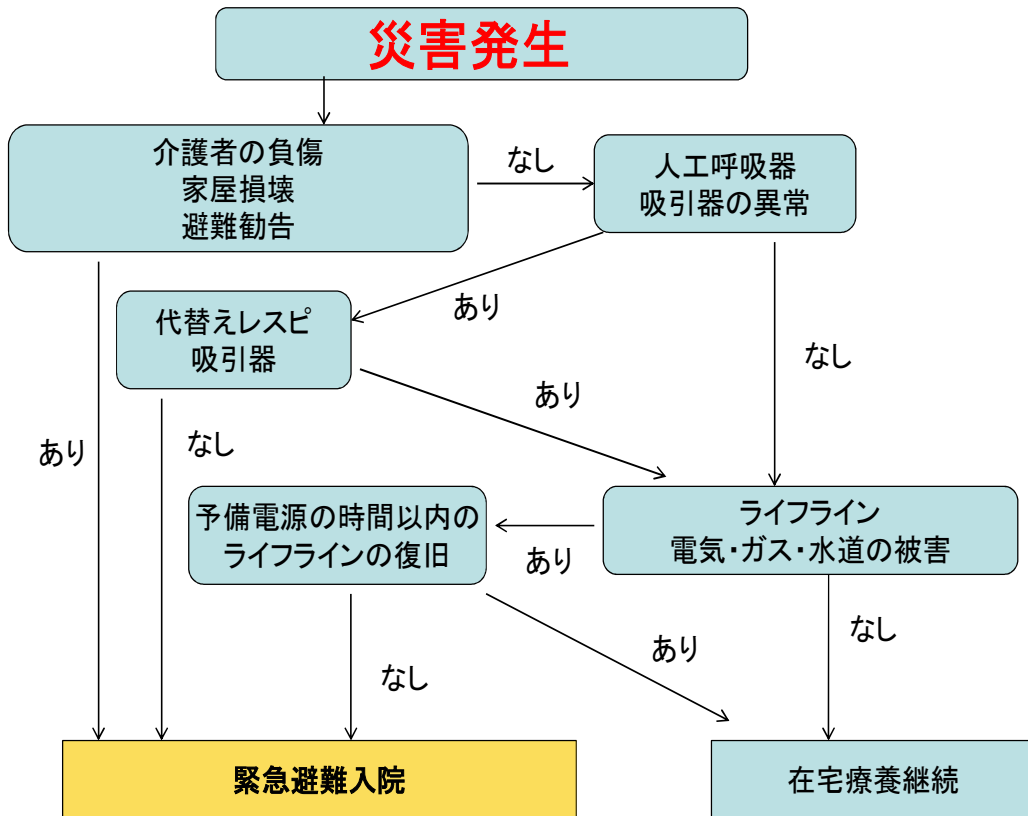 災害発生
介護者の負傷
家屋損壊
避難勧告
なし
人工呼吸器
吸引器の異常
あり
代替えレスピ
吸引器
なし
あり
あり
なし
予備電源の時間以内の
ライフラインの復旧
あり
ライフライン
電気・ガス・水道の被害
なし
あり
なし
緊急避難入院
在宅療養継続